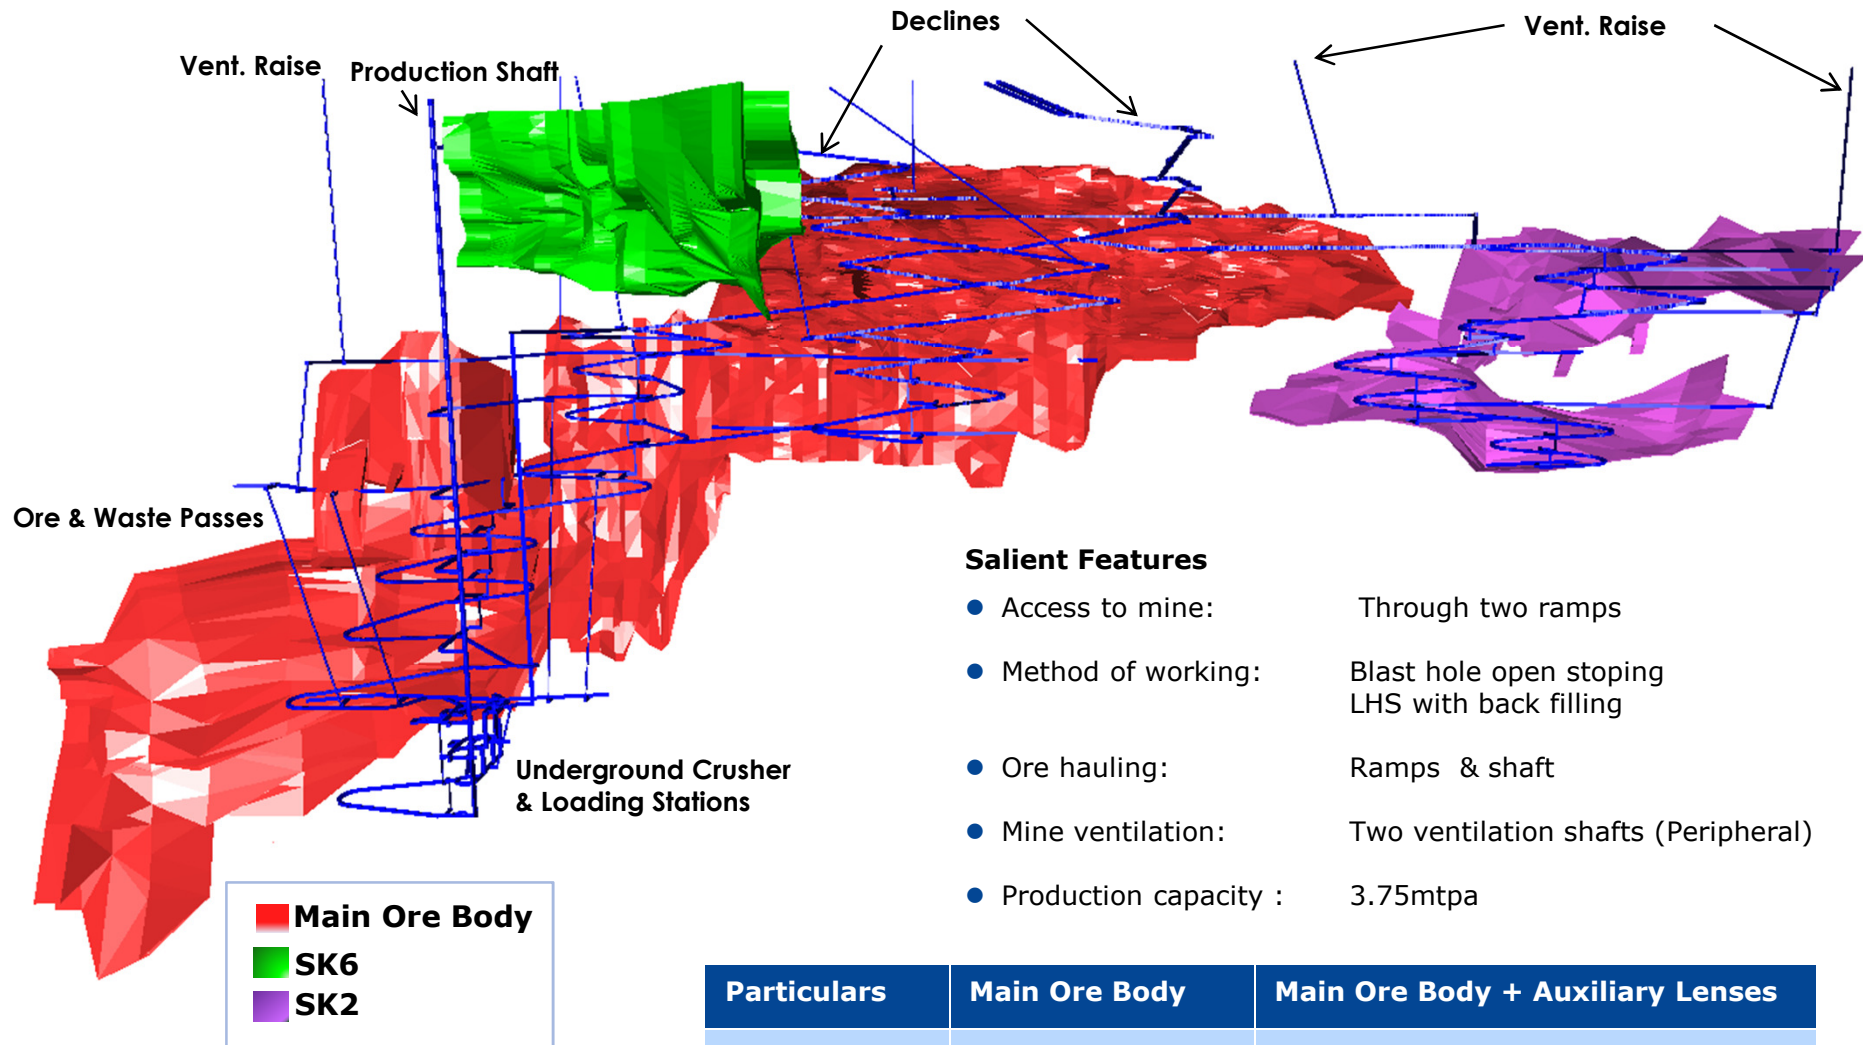 Declines
Vent. Raise
Vent. Raise
Production Shaft
Ore & Waste Passes
Underground Crusher
& Loading Stations
Salient Features
● Access to mine: Through two ramps
● Method of working: Blast hole open stoping
LHS with back filling
● Ore hauling: Ramps & shaft
● Mine ventilation: Two ventilation shafts (Peripheral)
● Production capacity : 3.75mtpa
Main Ore Body
SK6
SK2
Particulars Main Ore Body Main Ore Body + Auxiliary Lenses